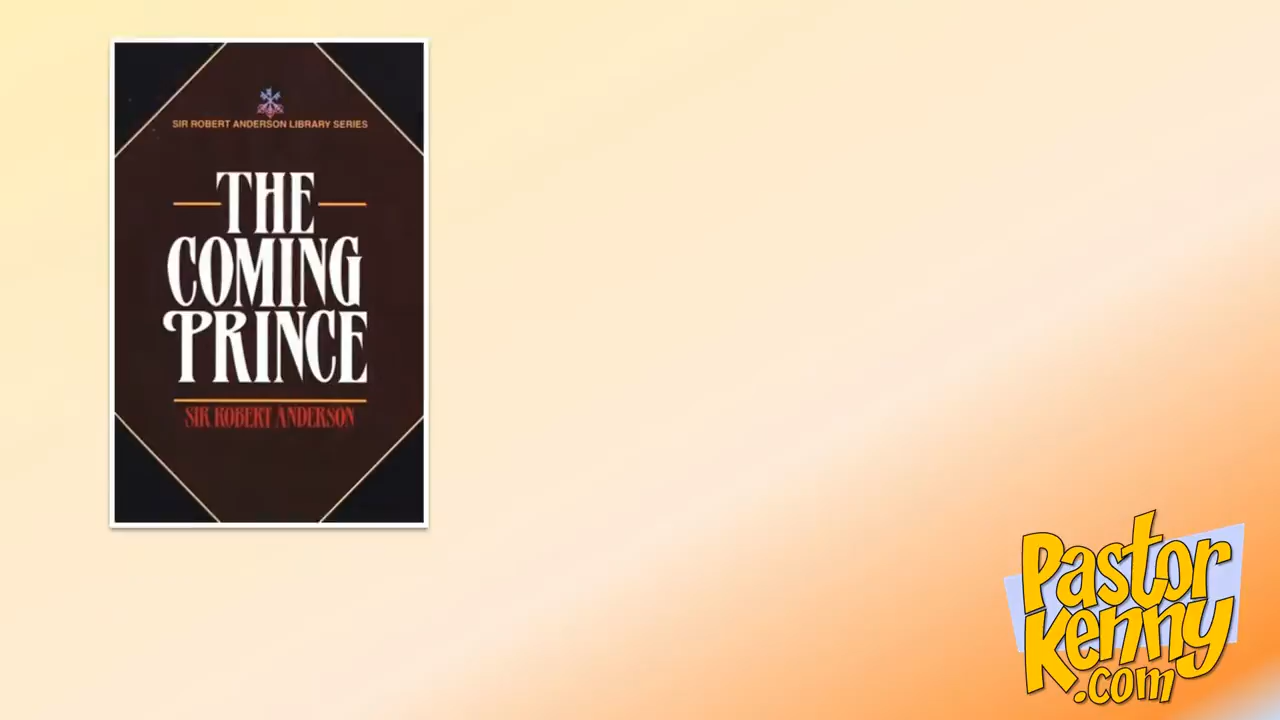 SIR ROBERT ANDERSON LIBRARY SERIES
THE
COMING
PRINCE
SIR ROBERT ANDERSON
Pastor
Kenny
.com